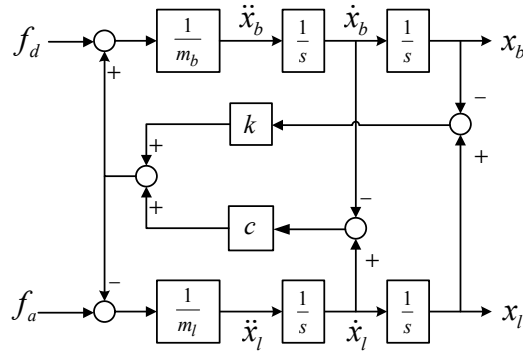 f_d 1/m_b ẍ_b 1/s ẋ_b 1/s x_b
+
−
k
+
+
+
−
c
+
−
f_a 1/m_l ẍ_l 1/s ẋ_l 1/s x_l